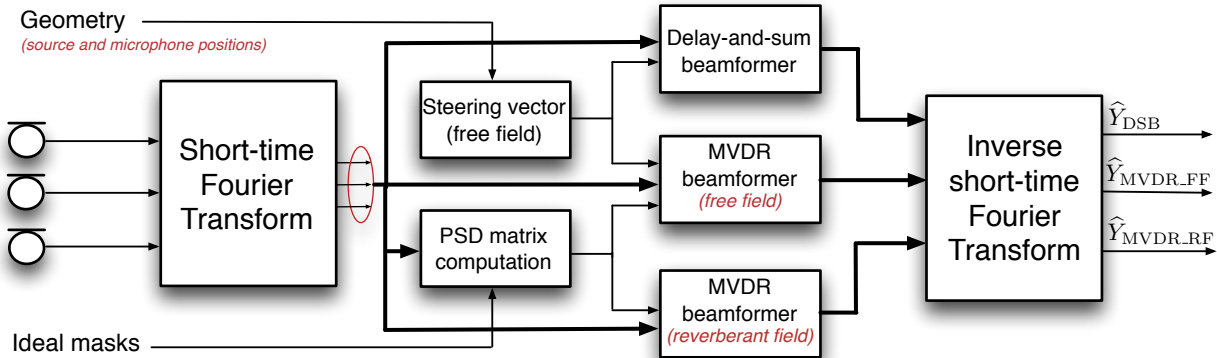 Geometry
(source and microphone positions)
Short-time
Fourier
Transform
Ideal masks
Steering vector
(free field)
PSD matrix
computation
Delay-and-sum
beamformer
MVDR
beamformer
(free field)
MVDR
beamformer
(reverberant field)
Inverse
short-time
Fourier
Transform
Ŷ_DSB
Ŷ_MVDR_FF
Ŷ_MVDR_RF